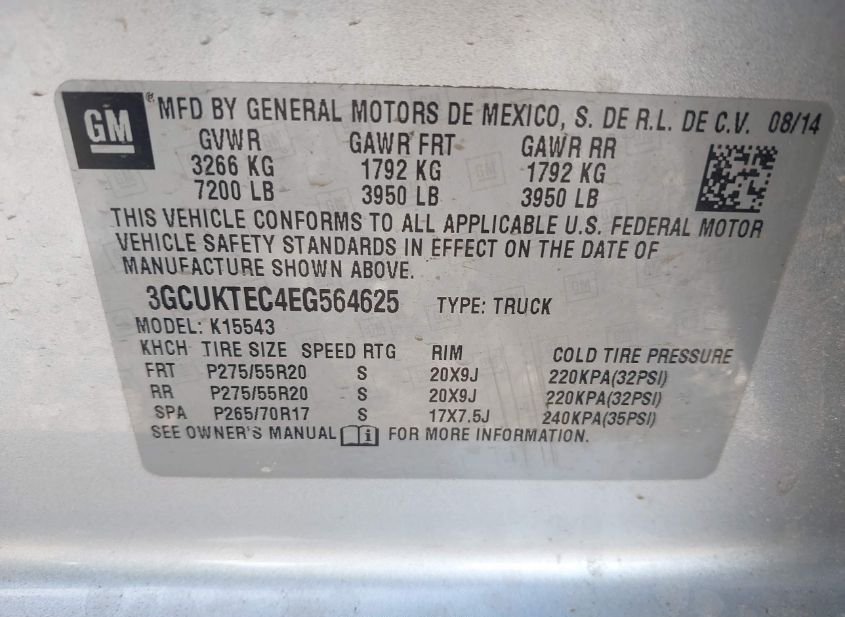 GM ® MFD BY GENERAL MOTORS DE MEXICO, S. DE R.L. DE C.V. 08/14
GVWR GAWR FRT GAWR RR
3266 KG 1792 KG 1792 KG
7200 LB 3950 LB 3950 LB
THIS VEHICLE CONFORMS TO ALL APPLICABLE U.S. FEDERAL MOTOR
VEHICLE SAFETY STANDARDS IN EFFECT ON THE DATE OF
MANUFACTURE SHOWN ABOVE.
3GCUKTEC4EG564625 TYPE: TRUCK
MODEL: K15543
KHCH TIRE SIZE SPEED RTG RIM COLD TIRE PRESSURE
FRT P275/55R20 S 20X9J 220KPA(32PSI)
RR P275/55R20 S 20X9J 220KPA(32PSI)
SPA P265/70R17 S 17X7.5J 240KPA(35PSI)
SEE OWNER'S MANUAL i FOR MORE INFORMATION.